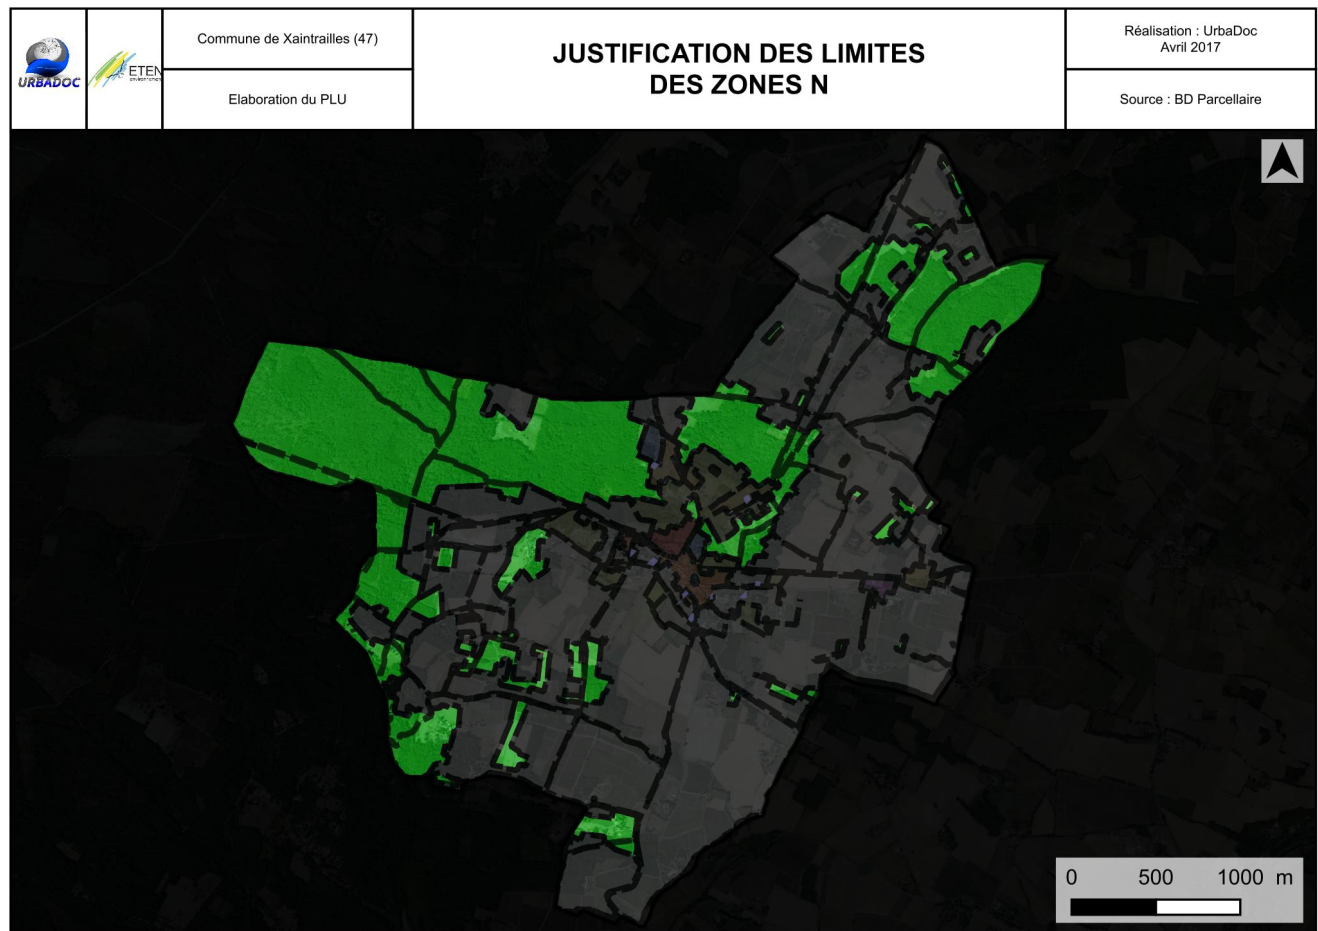 URBADOC
ETEN
ENVIRONNEMENT
Commune de Xaintrailles (47)
Elaboration du PLU
JUSTIFICATION DES LIMITES
DES ZONES N
Réalisation : UrbaDoc
Avril 2017
Source : BD Parcellaire
0 500 1000 m